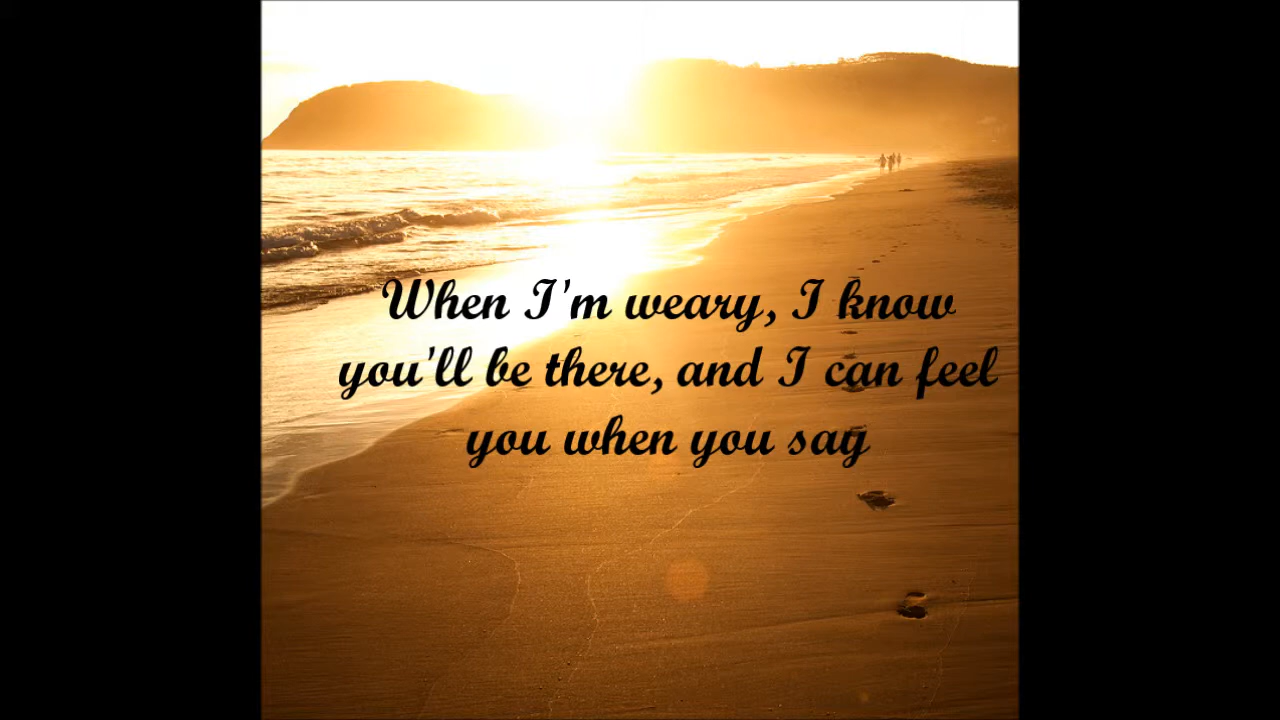 When I'm weary, I know
you'll be there, and I can feel
you when you say